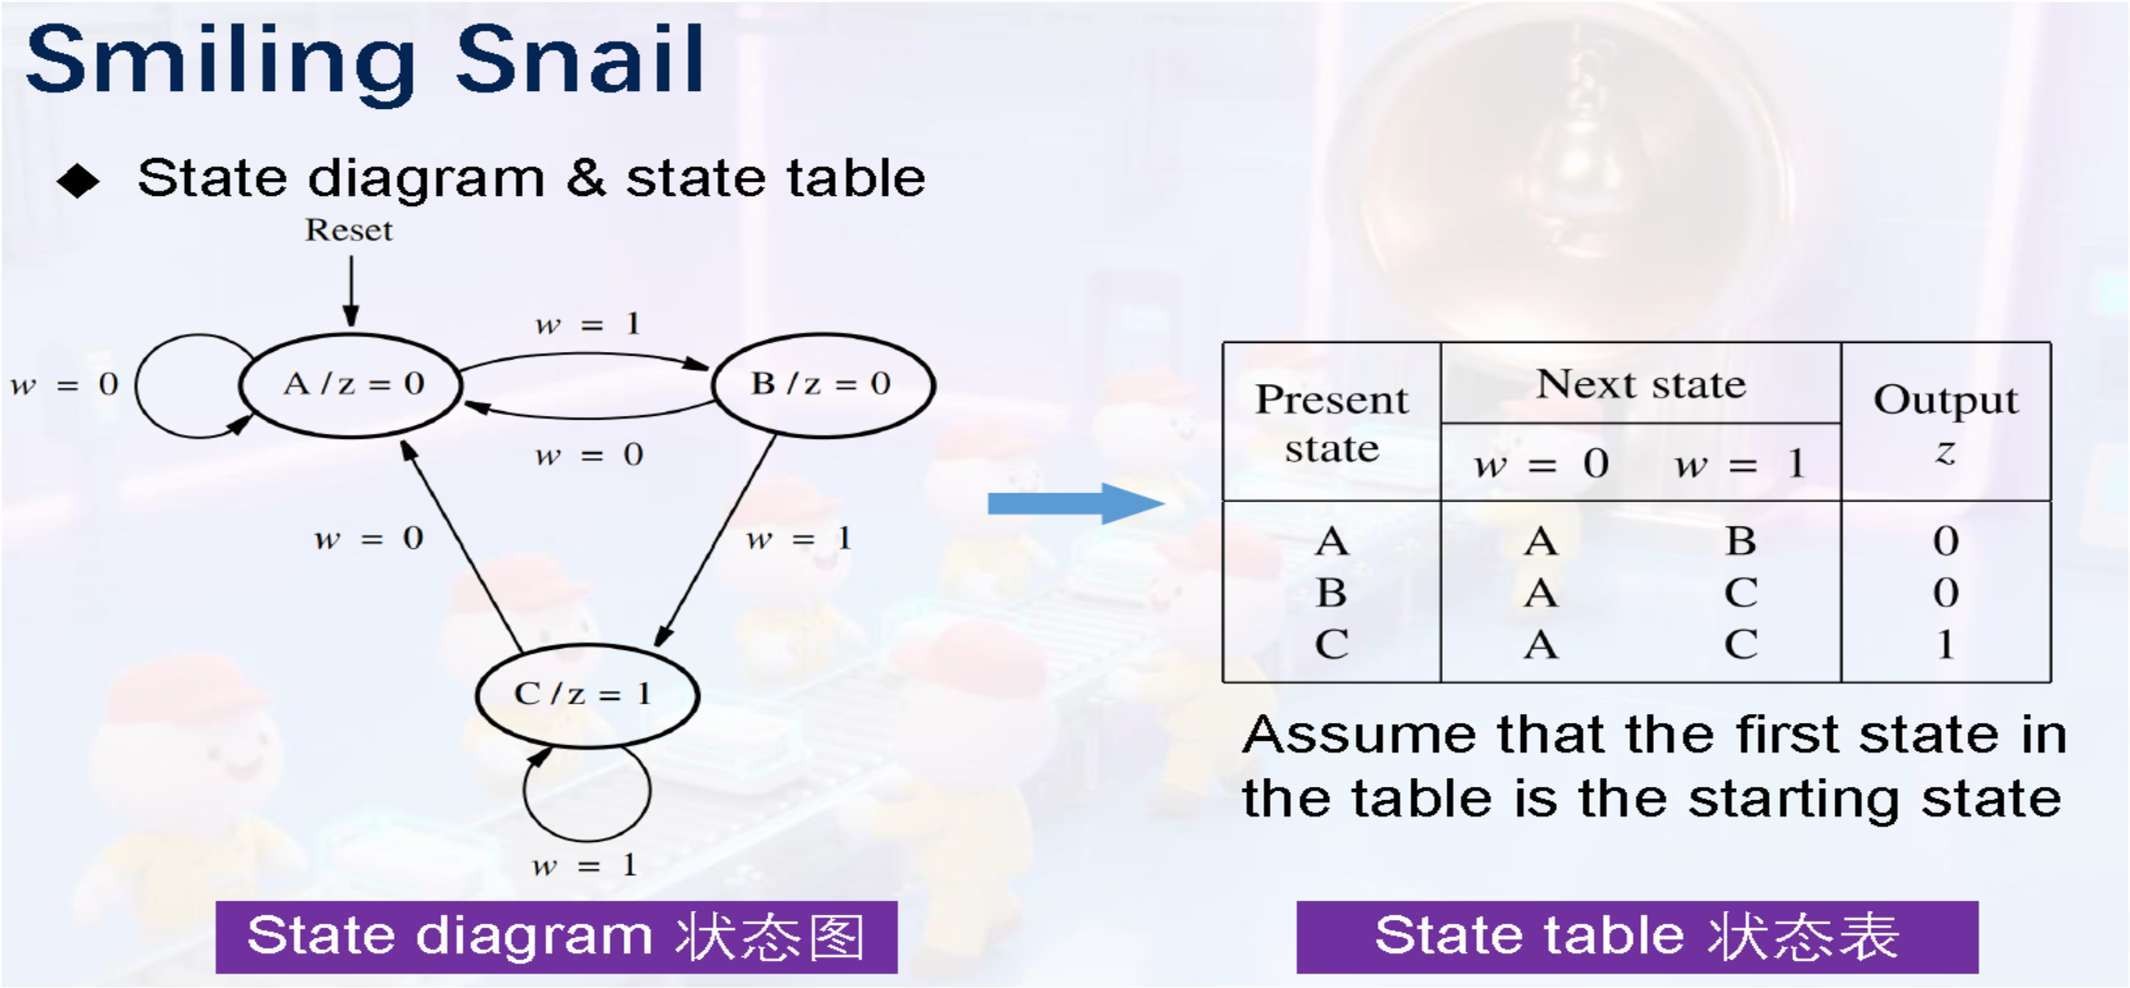 Smiling Snail
◆ State diagram & state table
Reset
w = 1
w = 0
A / z = 0
B / z = 0
w = 0
w = 0
w = 1
C / z = 1
w = 1
State diagram 状态图
Present state
Next state
Output z
w = 0 w = 1
A A B 0
B A C 0
C A C 1
Assume that the first state in
the table is the starting state
State table 状态表